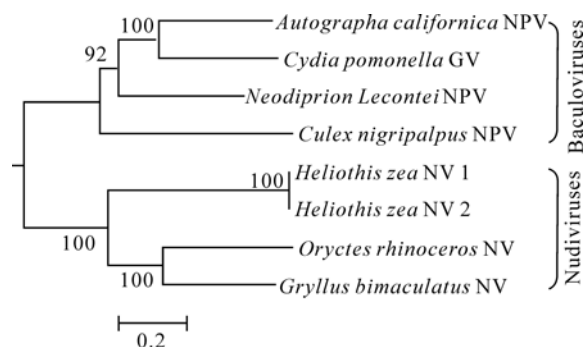 Autographa californica NPV
100
Cydia pomonella GV
92
Neodiprion Lecontei NPV
Culex nigripalpus NPV
Baculoviruses
Heliothis zea NV 1
100
Heliothis zea NV 2
100
Oryctes rhinoceros NV
100
Gryllus bimaculatus NV
Nudiviruses
0.2